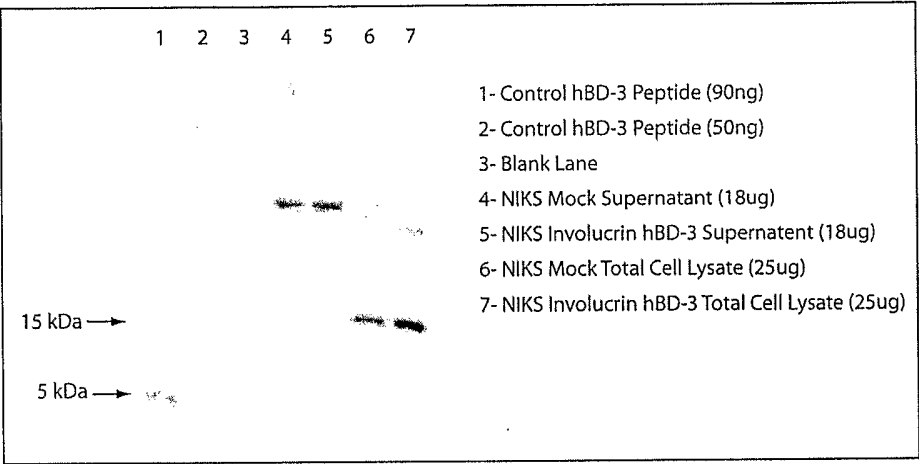 1 2 3 4 5 6 7
1- Control hBD-3 Peptide (90ng)
2- Control hBD-3 Peptide (50ng)
3- Blank Lane
4- NIKS Mock Supernatant (18ug)
5- NIKS Involucrin hBD-3 Supernatent (18ug)
6- NIKS Mock Total Cell Lysate (25ug)
7- NIKS Involucrin hBD-3 Total Cell Lysate (25ug)
15 kDa
5 kDa